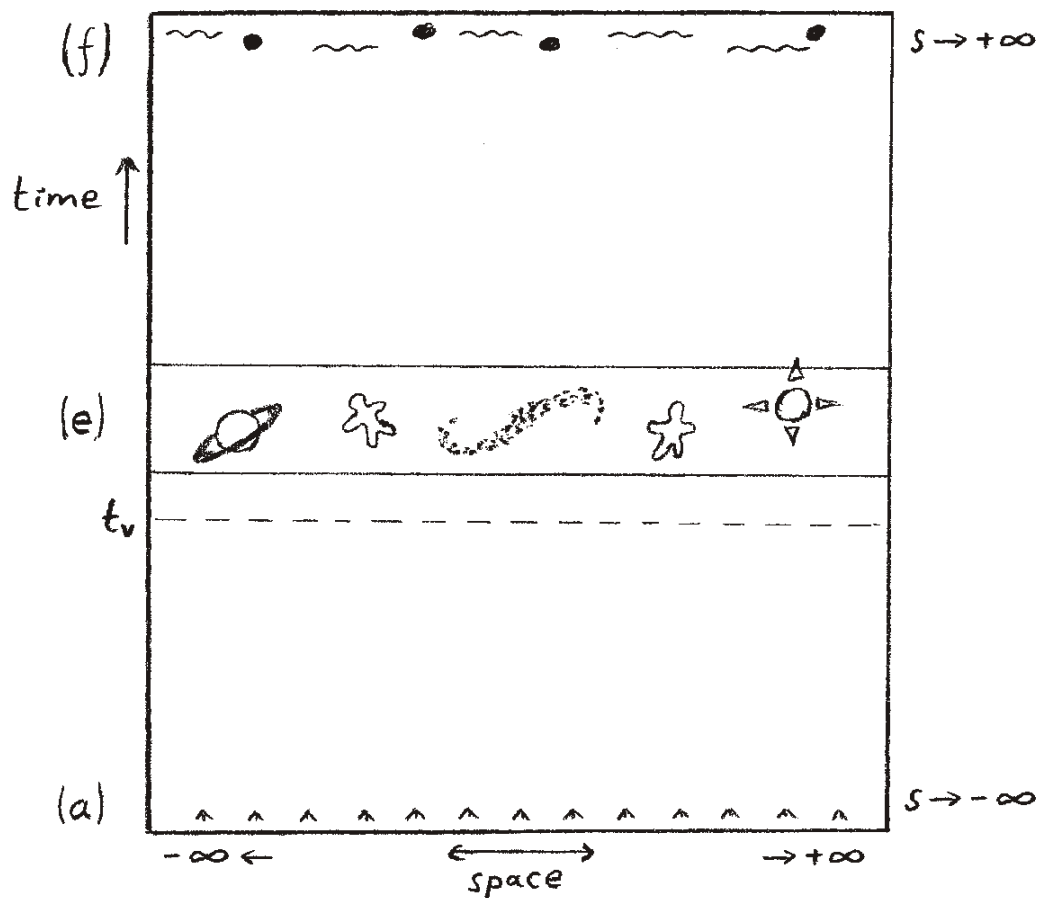 (f)
s → +∞
time
(e)
tᵥ
(a)
s → -∞
-∞ ← → +∞
space